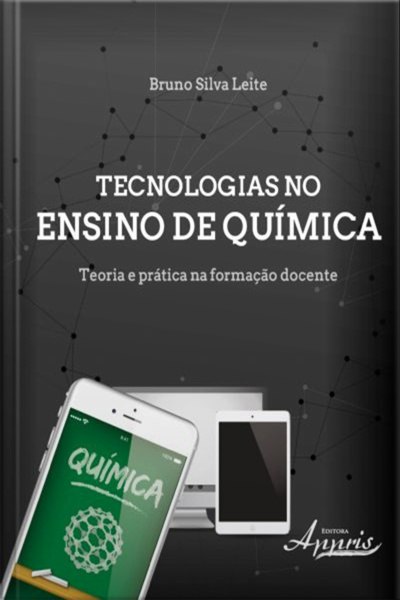 Bruno Silva Leite
TECNOLOGIAS NO
ENSINO DE QUÍMICA
Teoria e prática na formação docente
QUÍMICA
EDITORA
Appris